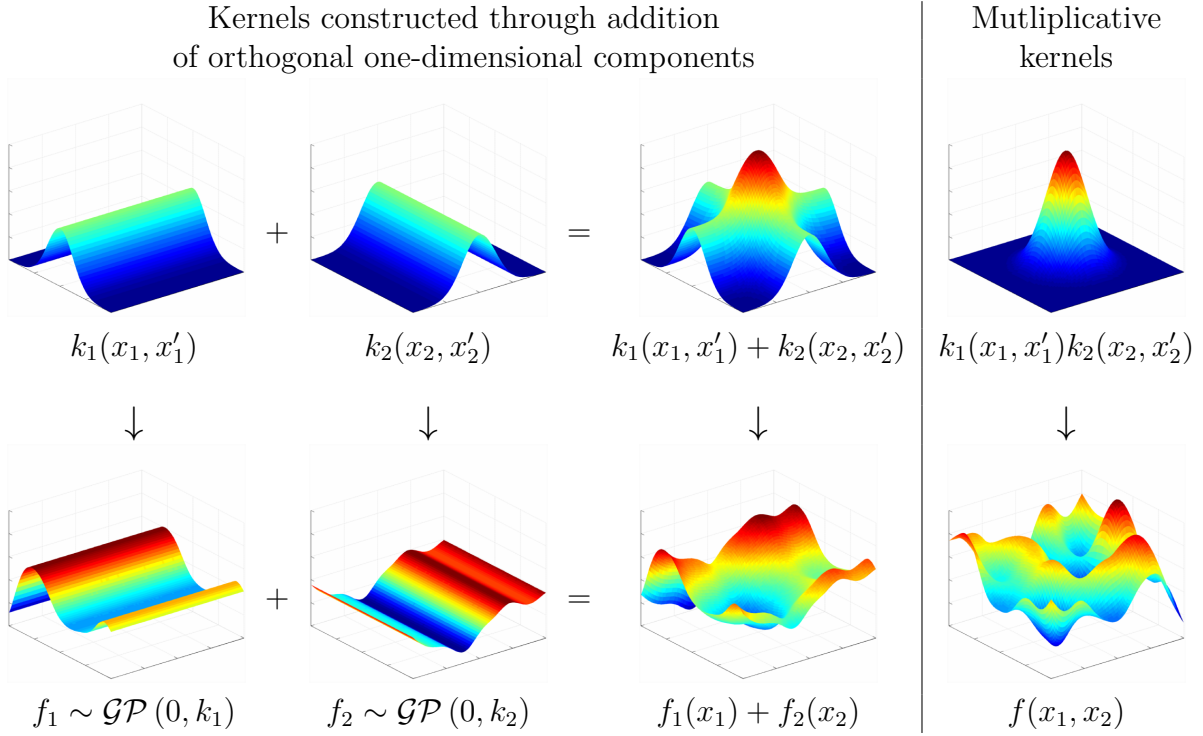 Kernels constructed through addition
of orthogonal one-dimensional components
Mutliplicative
kernels
+
=
k₁(x₁, x′₁)
k₂(x₂, x′₂)
k₁(x₁, x′₁) + k₂(x₂, x′₂)
k₁(x₁, x′₁)k₂(x₂, x′₂)
↓
↓
↓
↓
+
=
f₁ ∼ 𝒢𝒫 (0, k₁)
f₂ ∼ 𝒢𝒫 (0, k₂)
f₁(x₁) + f₂(x₂)
f(x₁, x₂)